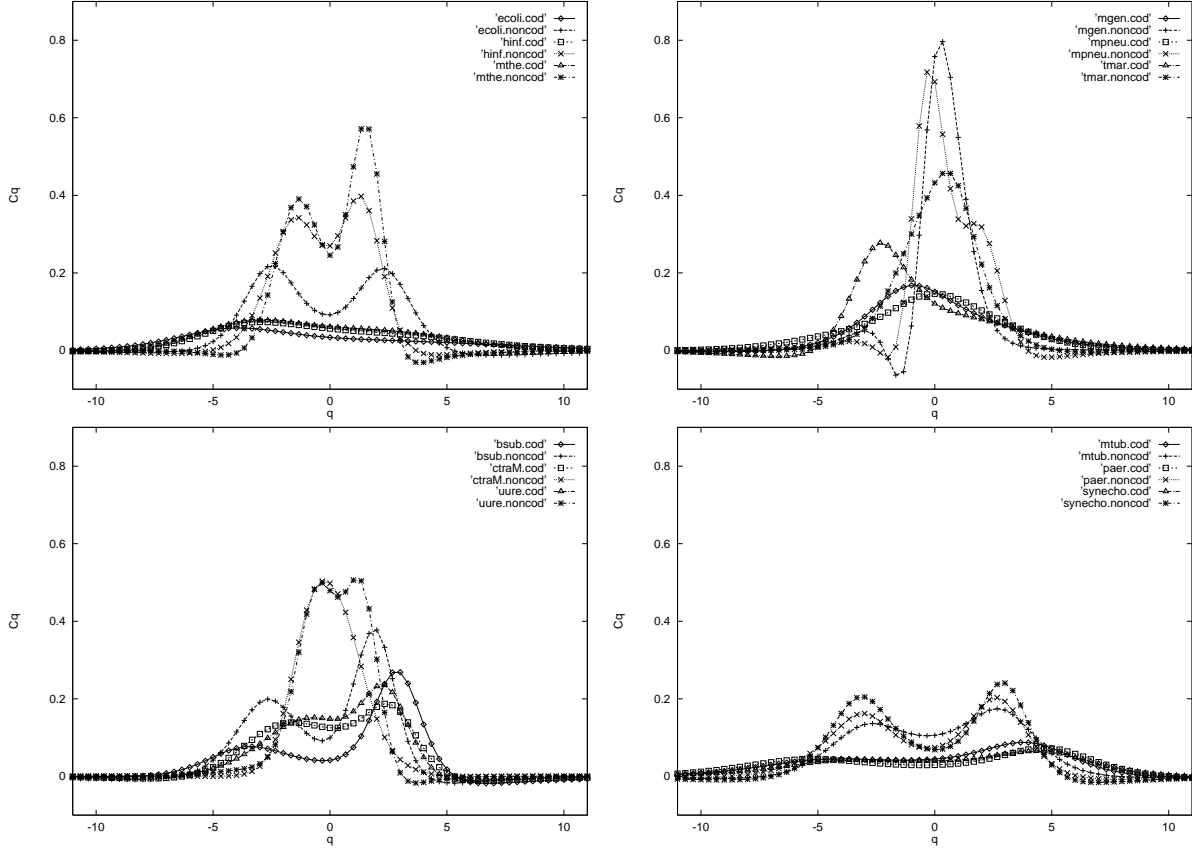 'ecoli.cod'
'ecoli.noncod'
'hinf.cod'
'hinf.noncod'
'mthe.cod'
'mthe.noncod'
0.8
0.6
0.4
0.2
0
Cq
-10 -5 0 5 10
q
'mgen.cod'
'mgen.noncod'
'mpneu.cod'
'mpneu.noncod'
'tmar.cod'
'tmar.noncod'
0.8
0.6
0.4
0.2
0
Cq
-10 -5 0 5 10
q
'bsub.cod'
'bsub.noncod'
'ctraM.cod'
'ctraM.noncod'
'uure.cod'
'uure.noncod'
0.8
0.6
0.4
0.2
0
Cq
-10 -5 0 5 10
q
'mtub.cod'
'mtub.noncod'
'paer.cod'
'paer.noncod'
'synecho.cod'
'synecho.noncod'
0.8
0.6
0.4
0.2
0
Cq
-10 -5 0 5 10
q